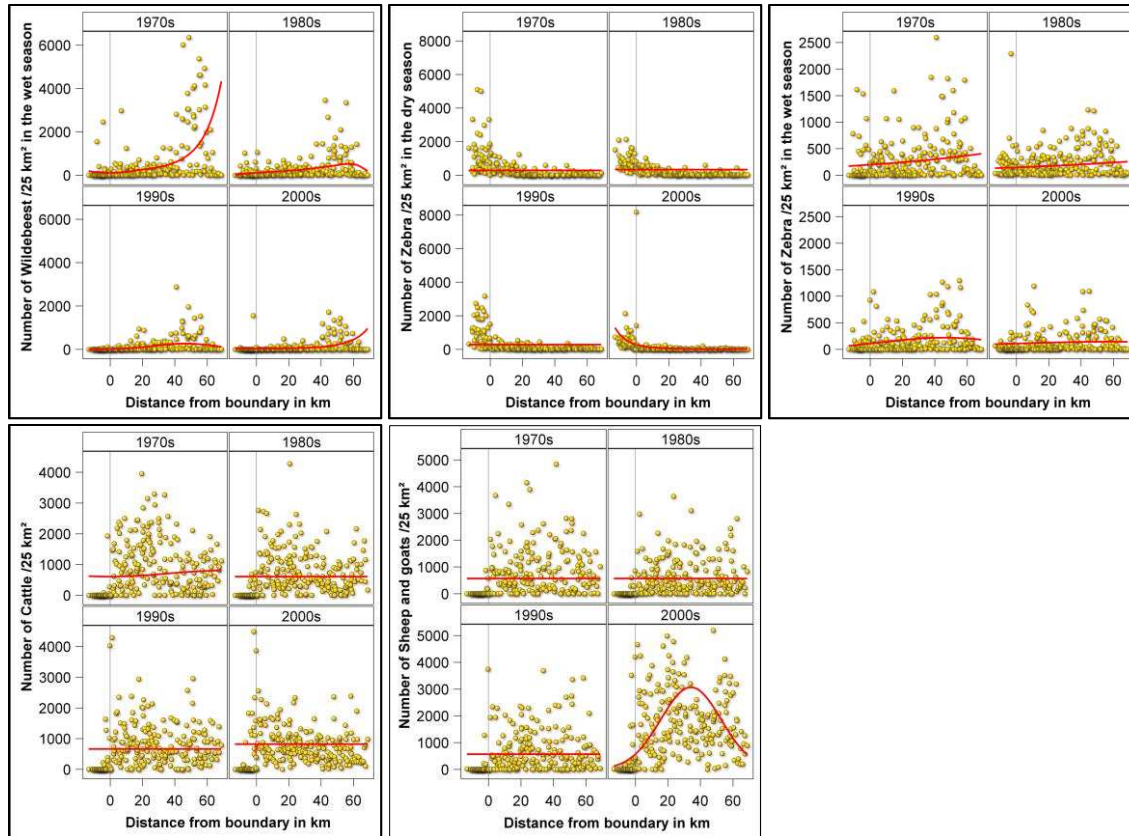 Number of Wildebeest /25 km² in the wet season
1970s 1980s
6000
4000
2000
0
1990s 2000s
6000
4000
2000
0
0 20 40 60 0 20 40 60
Distance from boundary in km
Number of Zebra /25 km² in the dry season
1970s 1980s
8000
6000
4000
2000
0
1990s 2000s
8000
6000
4000
2000
0
0 20 40 60 0 20 40 60
Distance from boundary in km
Number of Zebra /25 km² in the wet season
1970s 1980s
2500
2000
1500
1000
500
0
1990s 2000s
2500
2000
1500
1000
500
0
0 20 40 60 0 20 40 60
Distance from boundary in km
Number of Cattle /25 km²
1970s 1980s
4000
3000
2000
1000
0
1990s 2000s
4000
3000
2000
1000
0
0 20 40 60 0 20 40 60
Distance from boundary in km
Number of Sheep and goats /25 km²
1970s 1980s
5000
4000
3000
2000
1000
0
1990s 2000s
5000
4000
3000
2000
1000
0
0 20 40 60 0 20 40 60
Distance from boundary in km